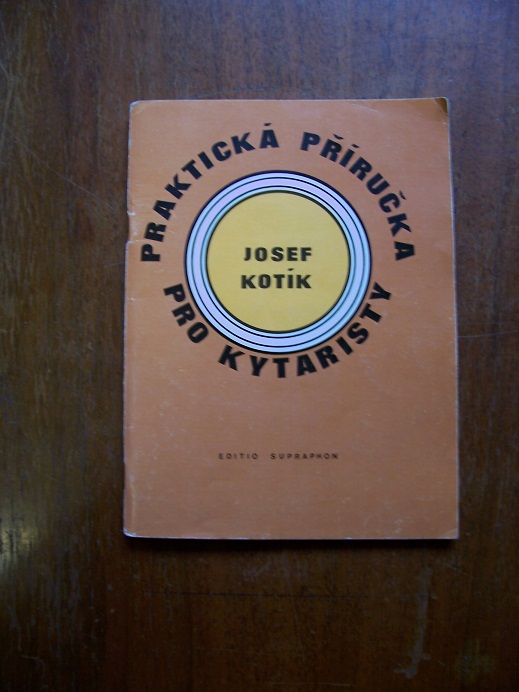 PRAKTICKÁ PŘÍRUČKA
JOSEF
KOTÍK
PRO KYTARISTY
EDITIO SUPRAPHON